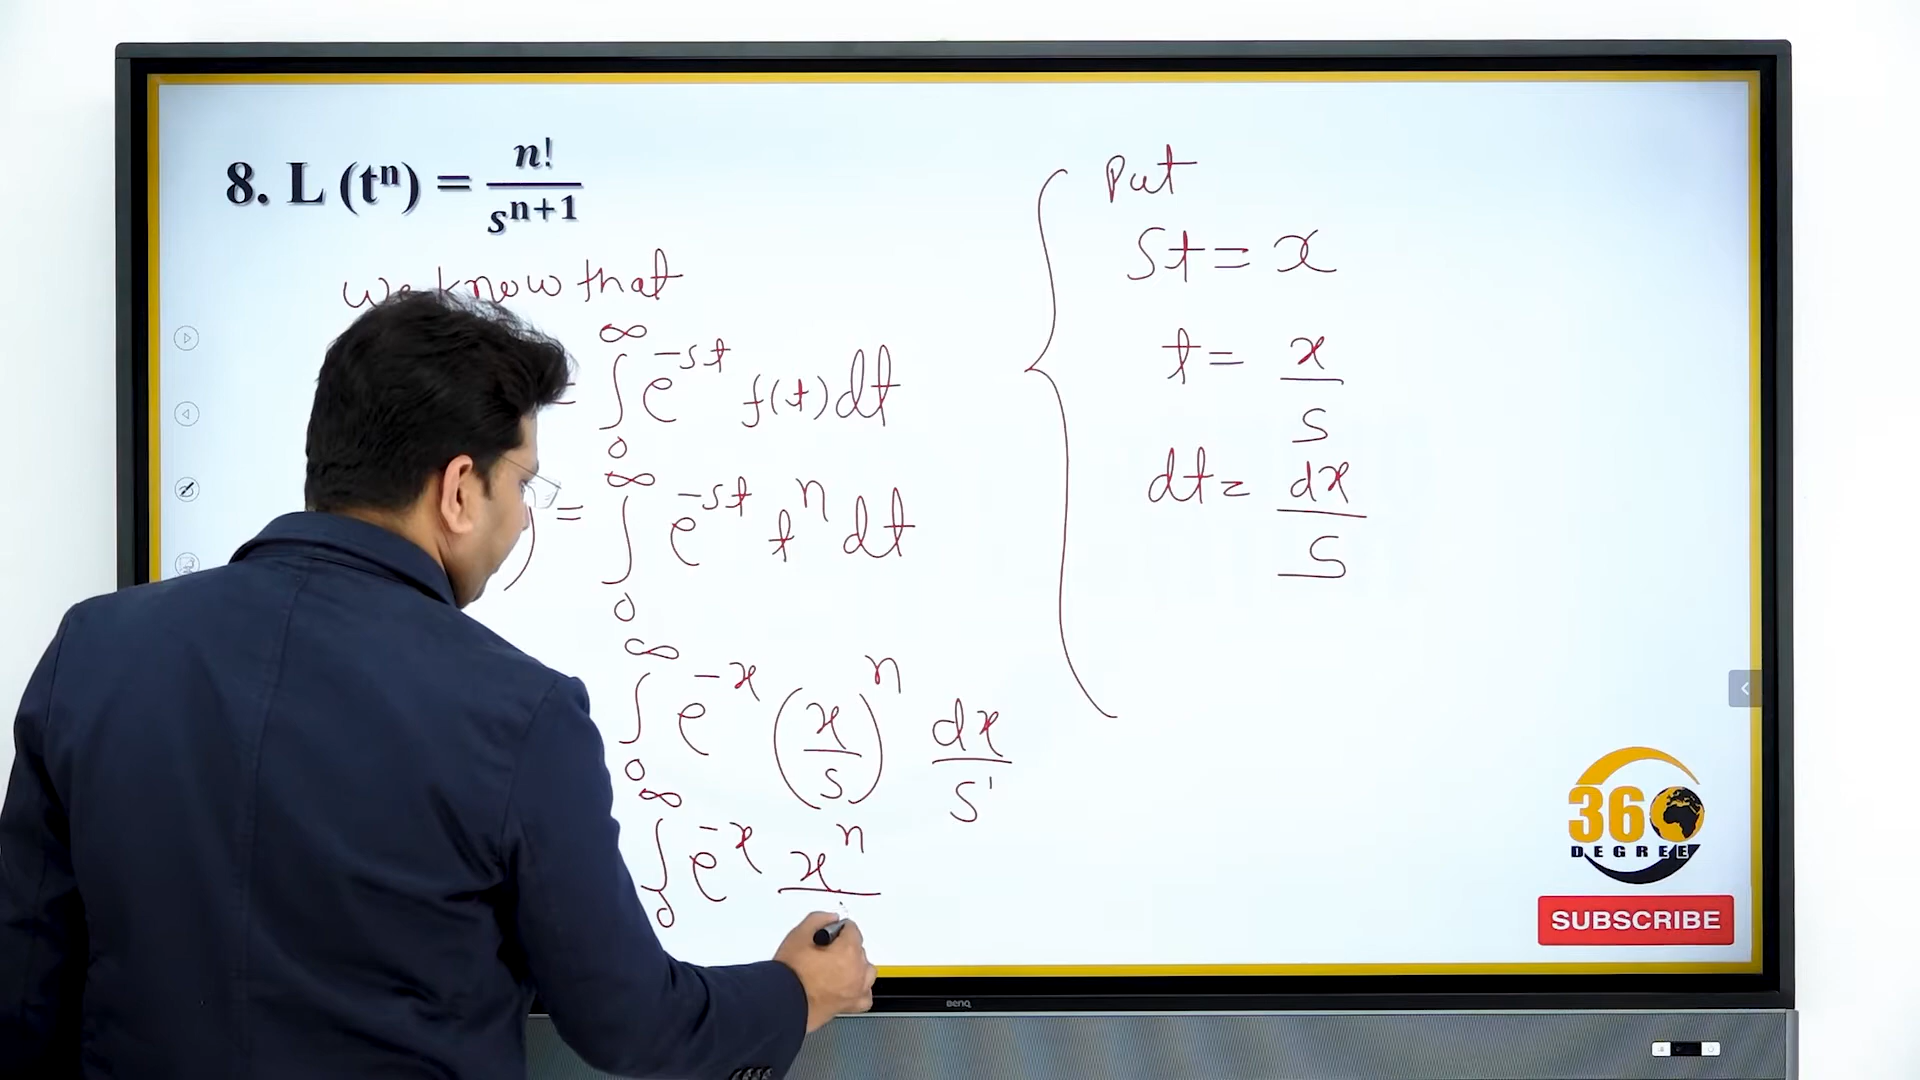 8. L (tⁿ) = n!/sⁿ⁺¹
We know that
= ∫₀^∞ e^(-st) f(t) dt
) = ∫₀^∞ e^(-st) tⁿ dt
∫₀^∞ e^(-x) (x/s)ⁿ dx/s¹
∫₀^∞ e^(-x) xⁿ
Put
St = x
t = x/s
dt = dx/s
360
DEGREE
SUBSCRIBE
BenQ